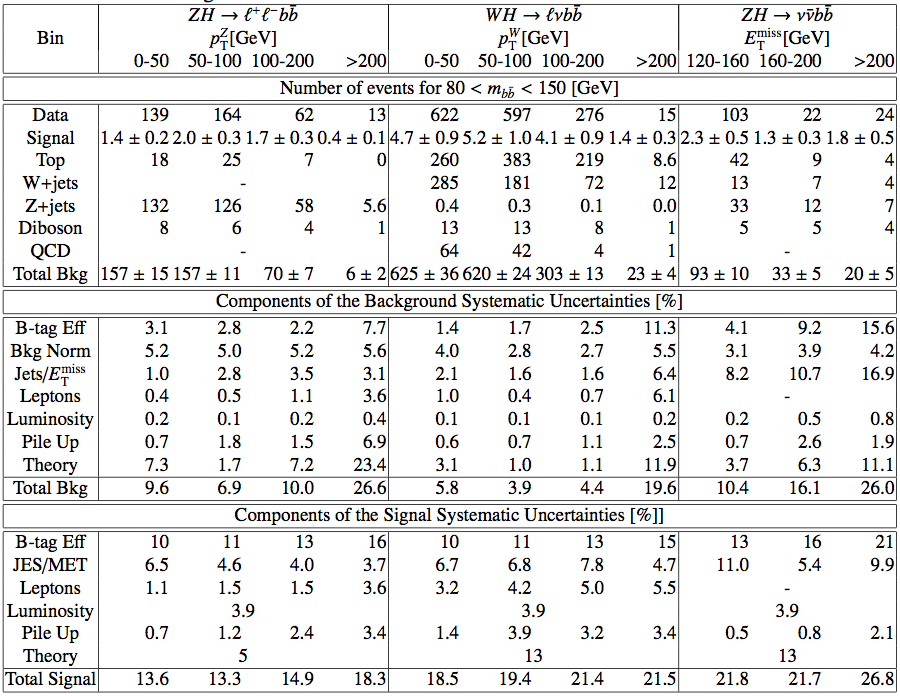 Bin ZH → ℓ⁺ℓ⁻bb̄ WH → ℓνbb̄ ZH → νν̄bb̄
p_T^Z[GeV] p_T^W[GeV] E_T^miss[GeV]
0-50 50-100 100-200 >200 0-50 50-100 100-200 >200 120-160 160-200 >200
Number of events for 80 < m_bb̄ < 150 [GeV]
Data 139 164 62 13 622 597 276 15 103 22 24
Signal 1.4 ± 0.2 2.0 ± 0.3 1.7 ± 0.3 0.4 ± 0.1 4.7 ± 0.9 5.2 ± 1.0 4.1 ± 0.9 1.4 ± 0.3 2.3 ± 0.5 1.3 ± 0.3 1.8 ± 0.5
Top 18 25 7 0 260 383 219 8.6 42 9 4
W+jets - 285 181 72 12 13 7 4
Z+jets 132 126 58 5.6 0.4 0.3 0.1 0.0 33 12 7
Diboson 8 6 4 1 13 13 8 1 5 5 4
QCD - 64 42 4 1 -
Total Bkg 157 ± 15 157 ± 11 70 ± 7 6 ± 2 625 ± 36 620 ± 24 303 ± 13 23 ± 4 93 ± 10 33 ± 5 20 ± 5
Components of the Background Systematic Uncertainties [%]
B-tag Eff 3.1 2.8 2.2 7.7 1.4 1.7 2.5 11.3 4.1 9.2 15.6
Bkg Norm 5.2 5.0 5.2 5.6 4.0 2.8 2.7 5.5 3.1 3.9 4.2
Jets/E_T^miss 1.0 2.8 3.5 3.1 2.1 1.6 1.6 6.4 8.2 10.7 16.9
Leptons 0.4 0.5 1.1 3.6 1.0 0.4 0.7 6.1 -
Luminosity 0.2 0.1 0.2 0.4 0.1 0.1 0.1 0.2 0.2 0.5 0.8
Pile Up 0.7 1.8 1.5 6.9 0.6 0.7 1.1 2.5 0.7 2.6 1.9
Theory 7.3 1.7 7.2 23.4 3.1 1.0 1.1 11.9 3.7 6.3 11.1
Total Bkg 9.6 6.9 10.0 26.6 5.8 3.9 4.4 19.6 10.4 16.1 26.0
Components of the Signal Systematic Uncertainties [%]]
B-tag Eff 10 11 13 16 10 11 13 15 13 16 21
JES/MET 6.5 4.6 4.0 3.7 6.7 6.8 7.8 4.7 11.0 5.4 9.9
Leptons 1.1 1.5 1.5 3.6 3.2 4.2 5.0 5.5 -
Luminosity 3.9 3.9 3.9
Pile Up 0.7 1.2 2.4 3.4 1.4 3.9 3.2 3.4 0.5 0.8 2.1
Theory 5 13 13
Total Signal 13.6 13.3 14.9 18.3 18.5 19.4 21.4 21.5 21.8 21.7 26.8